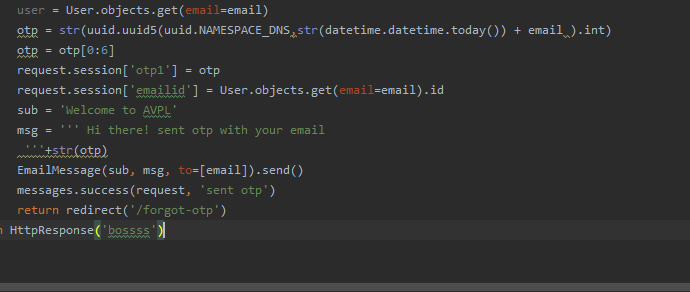 user = User.objects.get(email=email)
otp = str(uuid.uuid5(uuid.NAMESPACE_DNS,str(datetime.datetime.today()) + email ).int)
otp = otp[0:6]
request.session['otp1'] = otp
request.session['emailid'] = User.objects.get(email=email).id
sub = 'Welcome to AVPL'
msg = ''' Hi there! sent otp with your email
'''+str(otp)
EmailMessage(sub, msg, to=[email]).send()
messages.success(request, 'sent otp')
return redirect('/forgot-otp')
n HttpResponse('bossss')